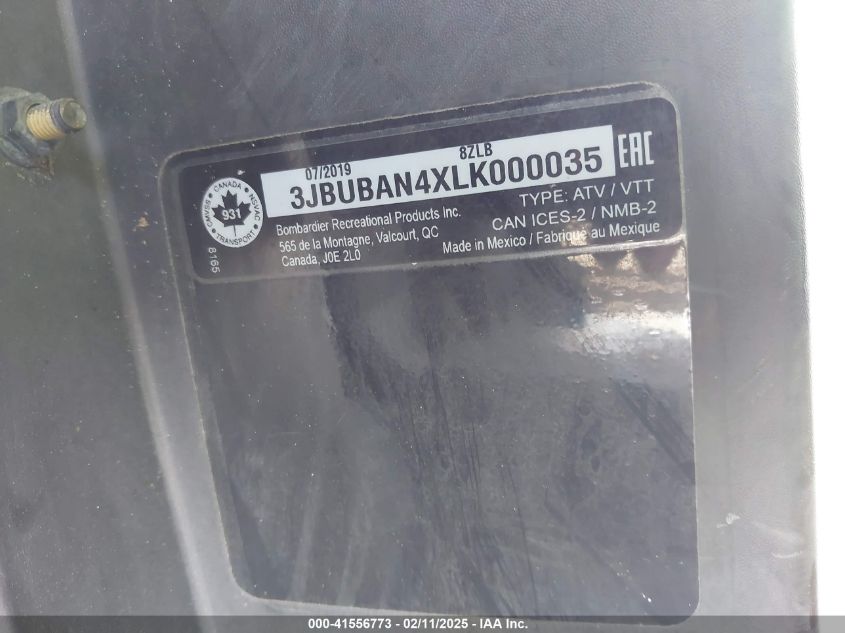 07/2019 8ZLB
3JBUBAN4XLK000035
EAC
CANADA
CMVSS NSVAC
931
TRANSPORT
8165
Bombardier Recreational Products Inc.
565 de la Montagne, Valcourt, QC
Canada, J0E 2L0
TYPE: ATV / VTT
CAN ICES-2 / NMB-2
Made in Mexico / Fabriqué au Mexique
000-41556773 - 02/11/2025 - IAA Inc.